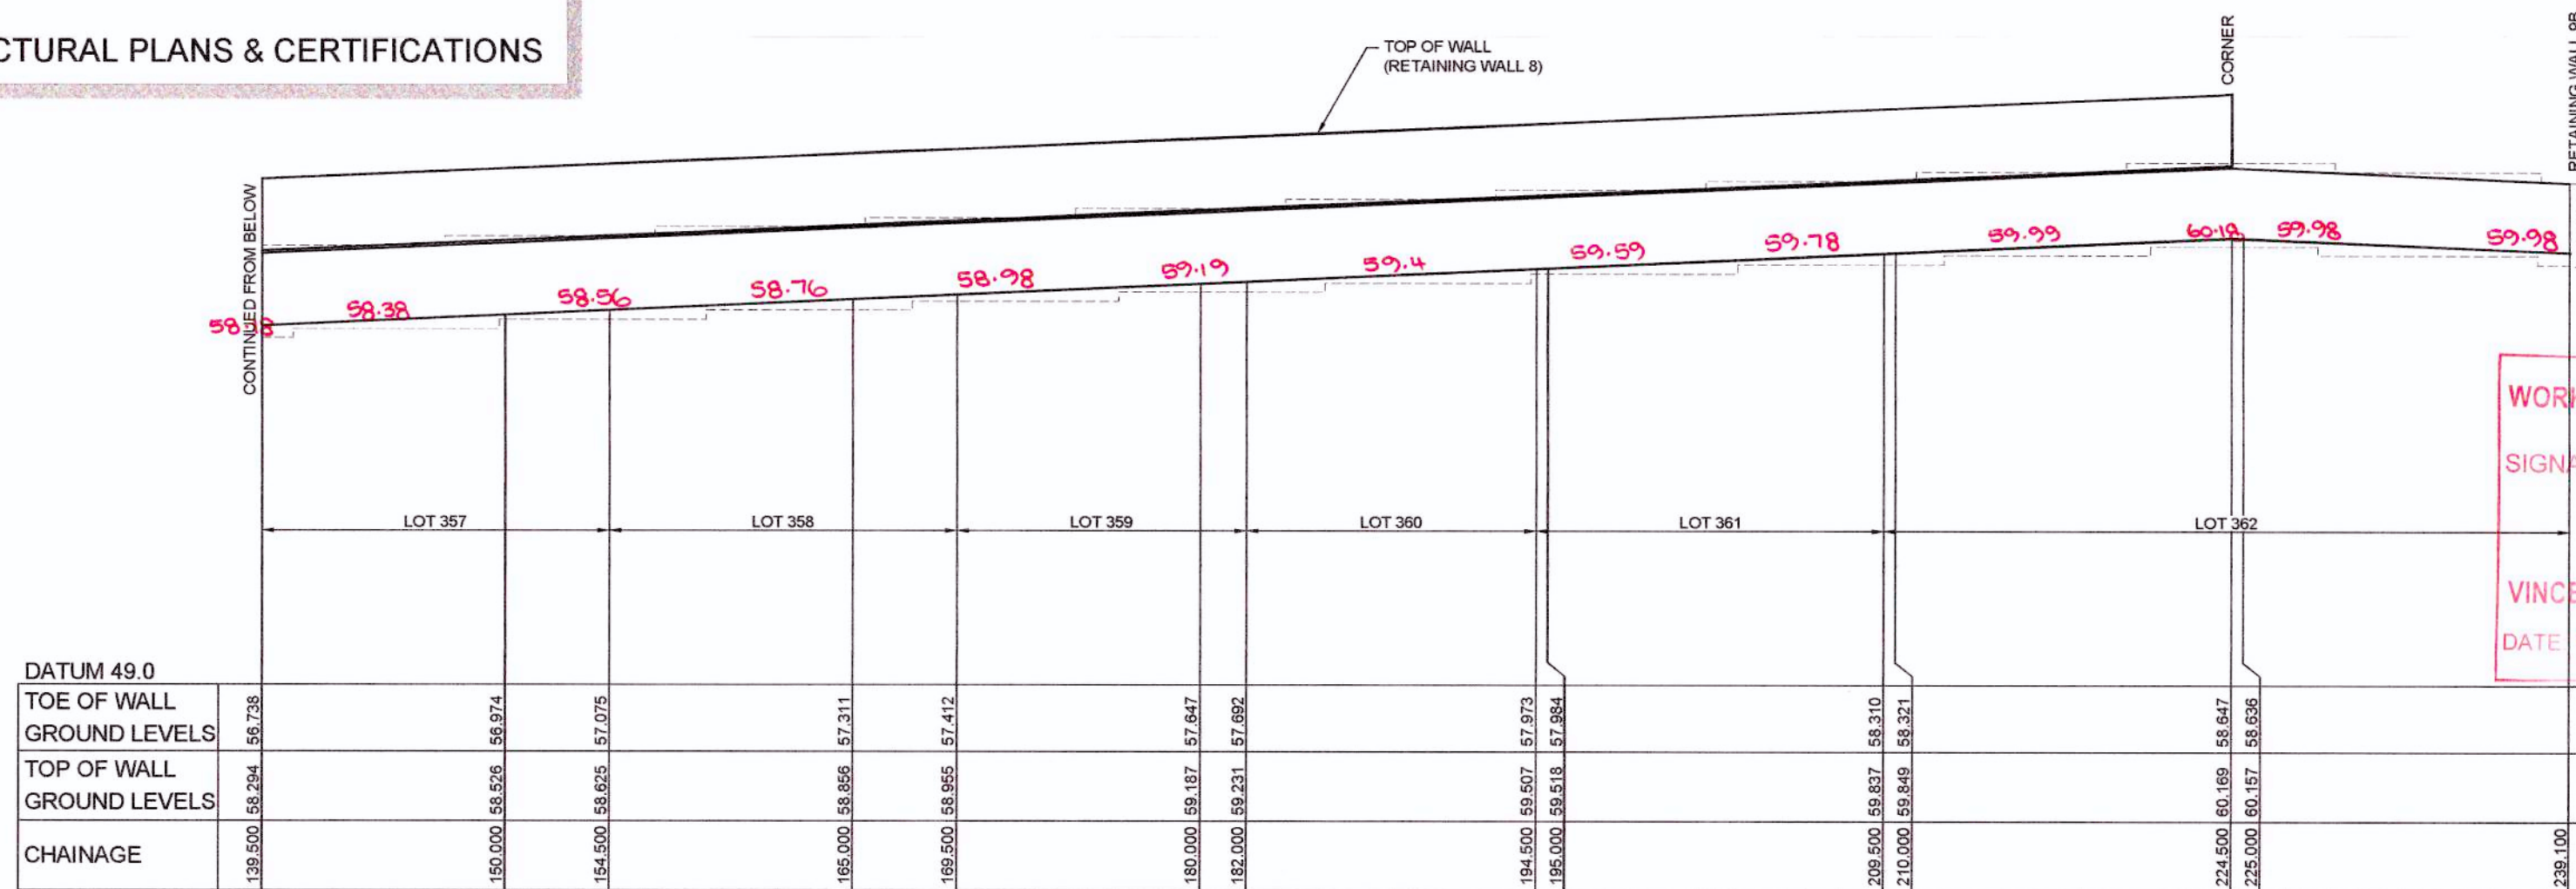 CTURAL PLANS & CERTIFICATIONS
TOP OF WALL
(RETAINING WALL 8)
CORNER
RETAINING WALL 9B
CONTINUED FROM BELOW
58.38
58.56
58.76
58.98
59.19
59.4
59.59
59.78
59.99
60.18
59.98
59.98
LOT 357
LOT 358
LOT 359
LOT 360
LOT 361
LOT 362
WOR
SIGNA
VINCE
DATE
DATUM 49.0
TOE OF WALL
GROUND LEVELS
56.738 56.974 57.075 57.311 57.412 57.647 57.692 57.973 57.984 58.310 58.321 58.647 58.636
TOP OF WALL
GROUND LEVELS
58.294 58.526 58.625 58.856 58.955 59.187 59.231 59.507 59.518 59.837 59.849 60.169 60.157
CHAINAGE
139.500 150.000 154.500 165.000 169.500 180.000 182.000 194.500 195.000 209.500 210.000 224.500 225.000 239.100